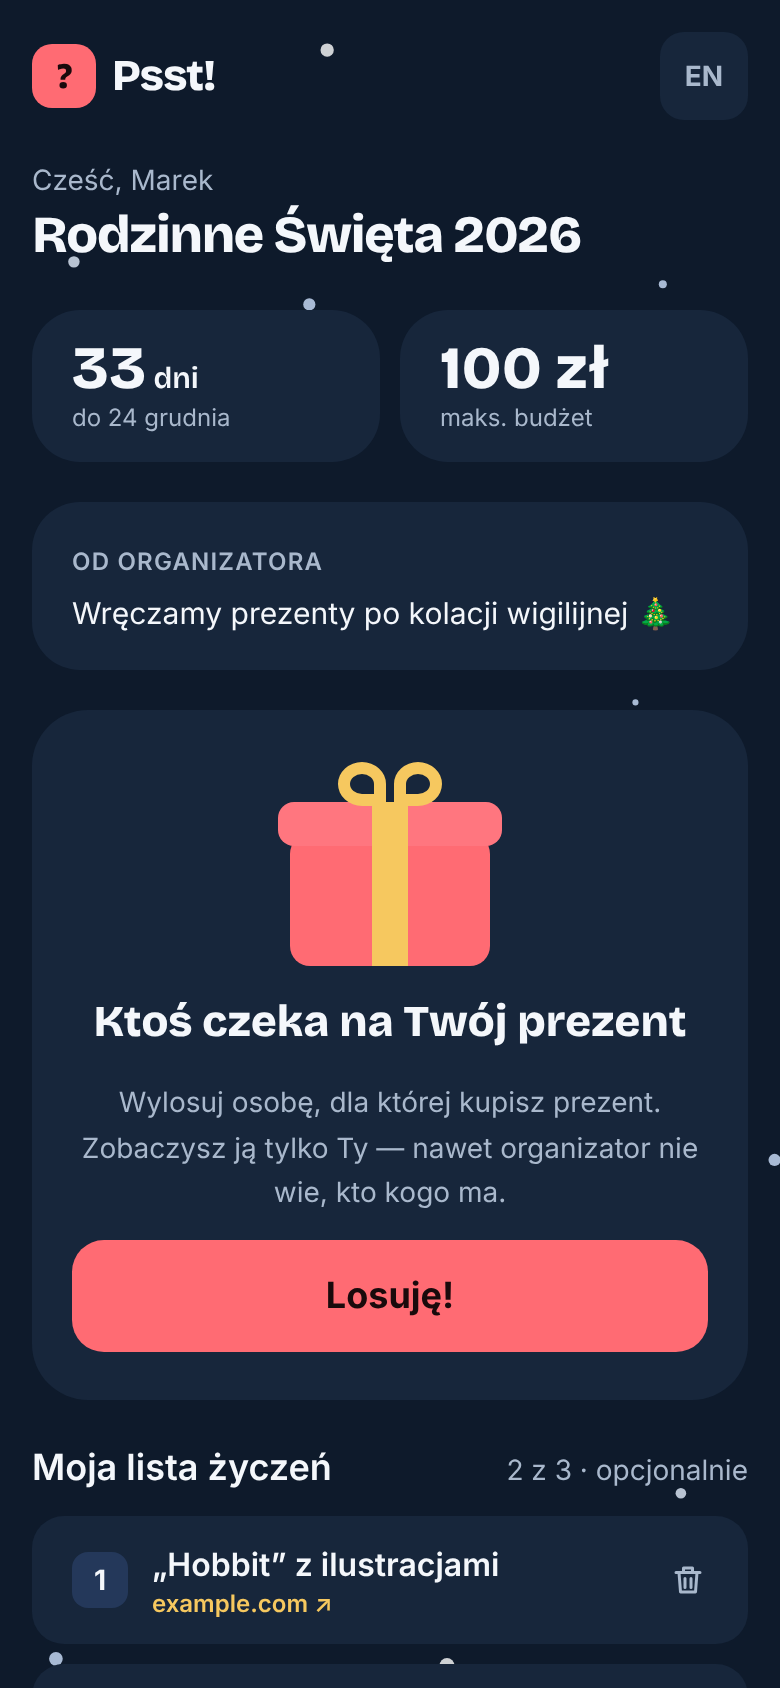 ?
Psst!
EN
Cześć, Marek
Rodzinne Święta 2026
33 dni
do 24 grudnia
100 zł
maks. budżet
OD ORGANIZATORA
Wręczamy prezenty po kolacji wigilijnej 🎄
Ktoś czeka na Twój prezent
Wylosuj osobę, dla której kupisz prezent.
Zobaczysz ją tylko Ty — nawet organizator nie
wie, kto kogo ma.
Losuję!
Moja lista życzeń
2 z 3 · opcjonalnie
1
„Hobbit” z ilustracjami
example.com ↗